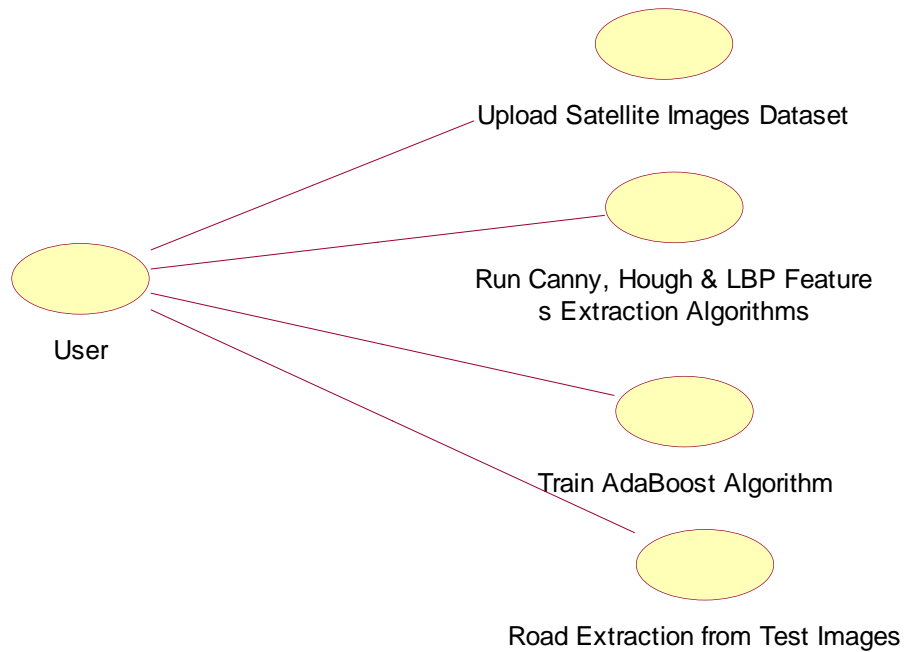 Upload Satellite Images Dataset
Run Canny, Hough & LBP Feature
s Extraction Algorithms
User
Train AdaBoost Algorithm
Road Extraction from Test Images